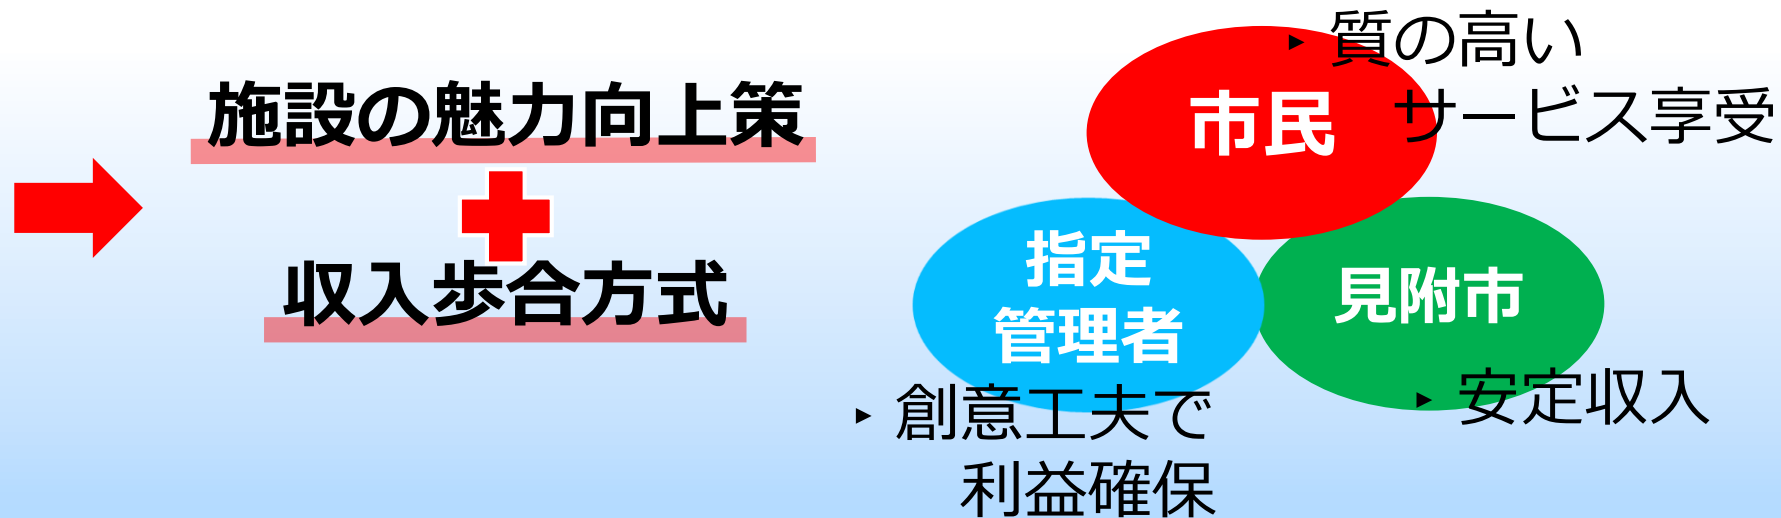 施設の魅力向上策
収入歩合方式
市民
▸ 質の高い
サービス享受
指定
管理者
▸ 創意工夫で
利益確保
見附市
▸ 安定収入